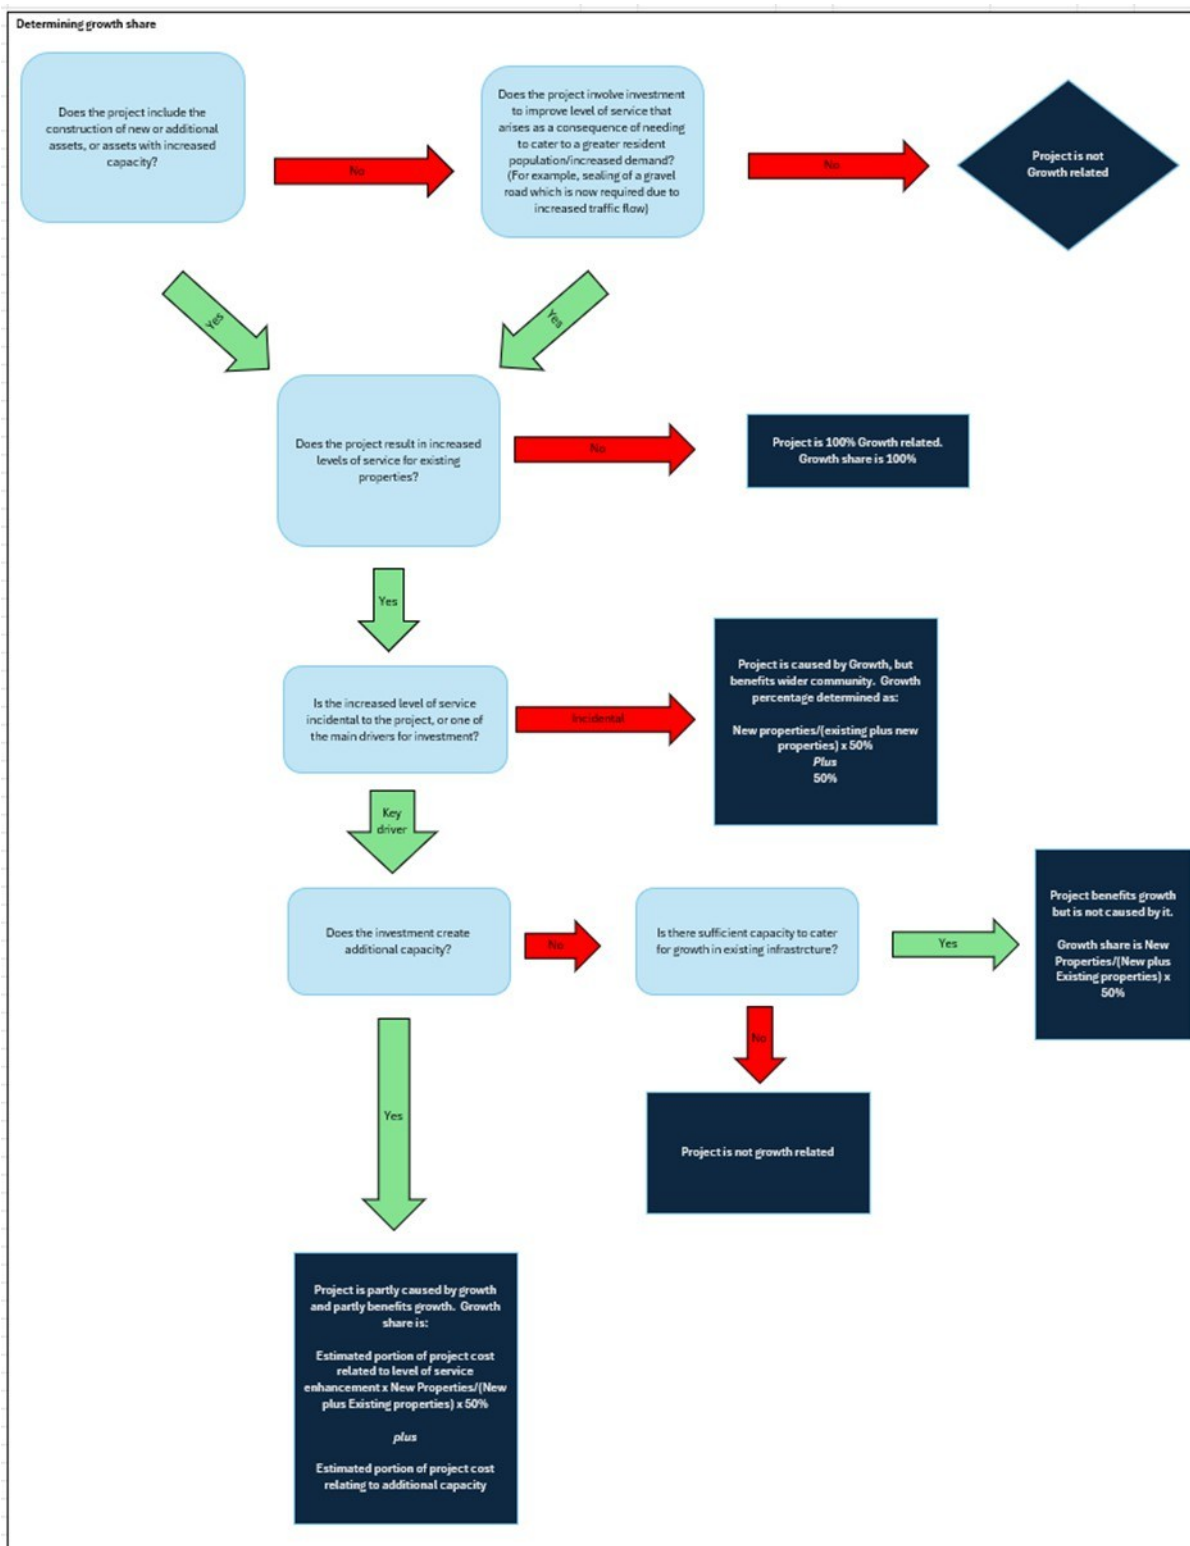 Determining growth share
Does the project include the
construction of new or additional
assets, or assets with increased
capacity?
No
Does the project involve investment
to improve level of service that
arises as a consequence of needing
to cater to a greater resident
population/increased demand?
(For example, sealing of a gravel
road which is now required due to
increased traffic flow)
No
Project is not
Growth related
Yes
Yes
Does the project result in increased
levels of service for existing
properties?
No
Project is 100% Growth related.
Growth share is 100%
Yes
Is the increased level of service
incidental to the project, or one of
the main drivers for investment?
Incidental
Project is caused by Growth, but
benefits wider community. Growth
percentage determined as:
New properties/(existing plus new
properties) x 50%
Plus
50%
Key
driver
Does the investment create
additional capacity?
No
Is there sufficient capacity to cater
for growth in existing infrastrcture?
Yes
Project benefits growth
but is not caused by it.
Growth share is New
Properties/(New plus
Existing properties) x
50%
No
Project is not growth related
Yes
Project is partly caused by growth
and partly benefits growth. Growth
share is:
Estimated portion of project cost
related to level of service
enhancement x New Properties/(New
plus Existing properties) x 50%
plus
Estimated portion of project cost
relating to additional capacity